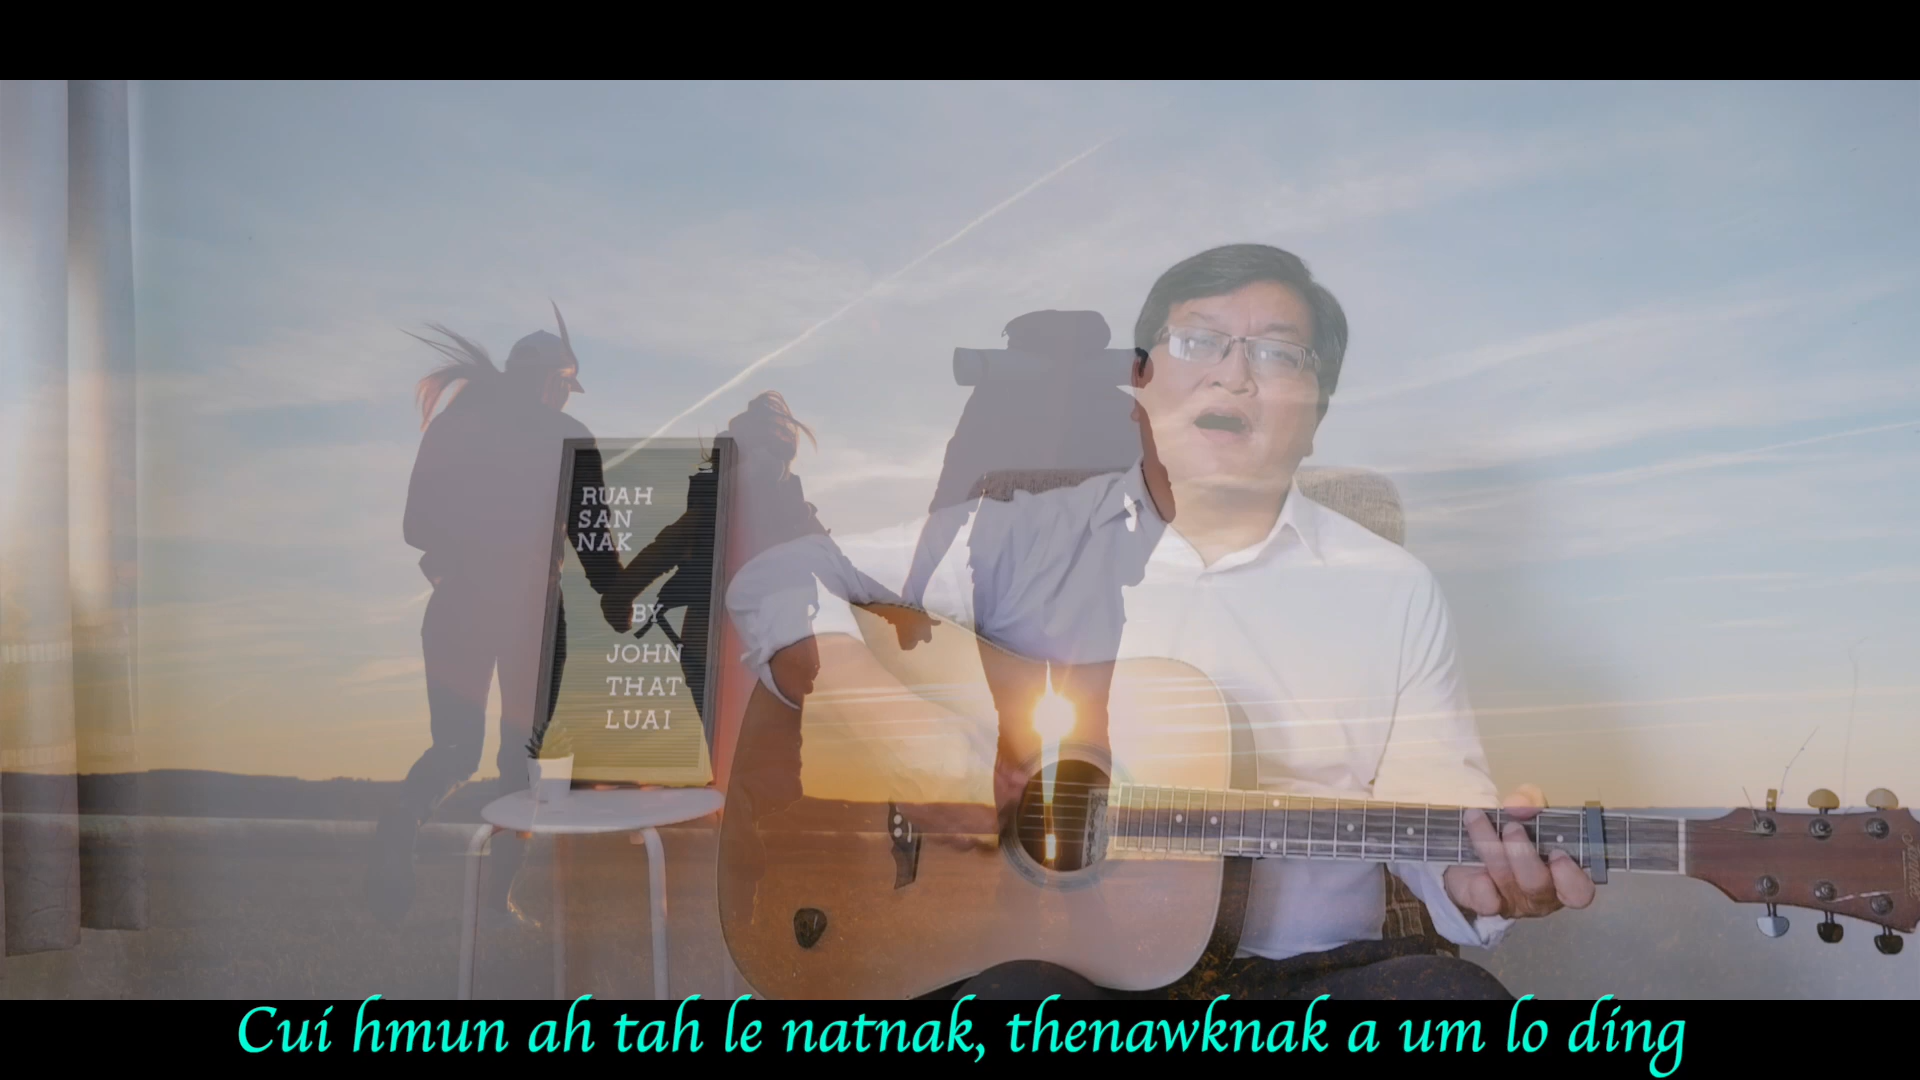 RUAH
SAN
NAK
BY
JOHN
THAT
LUAI
Cui hmun ah tah le natnak, thenawknak a um lo ding